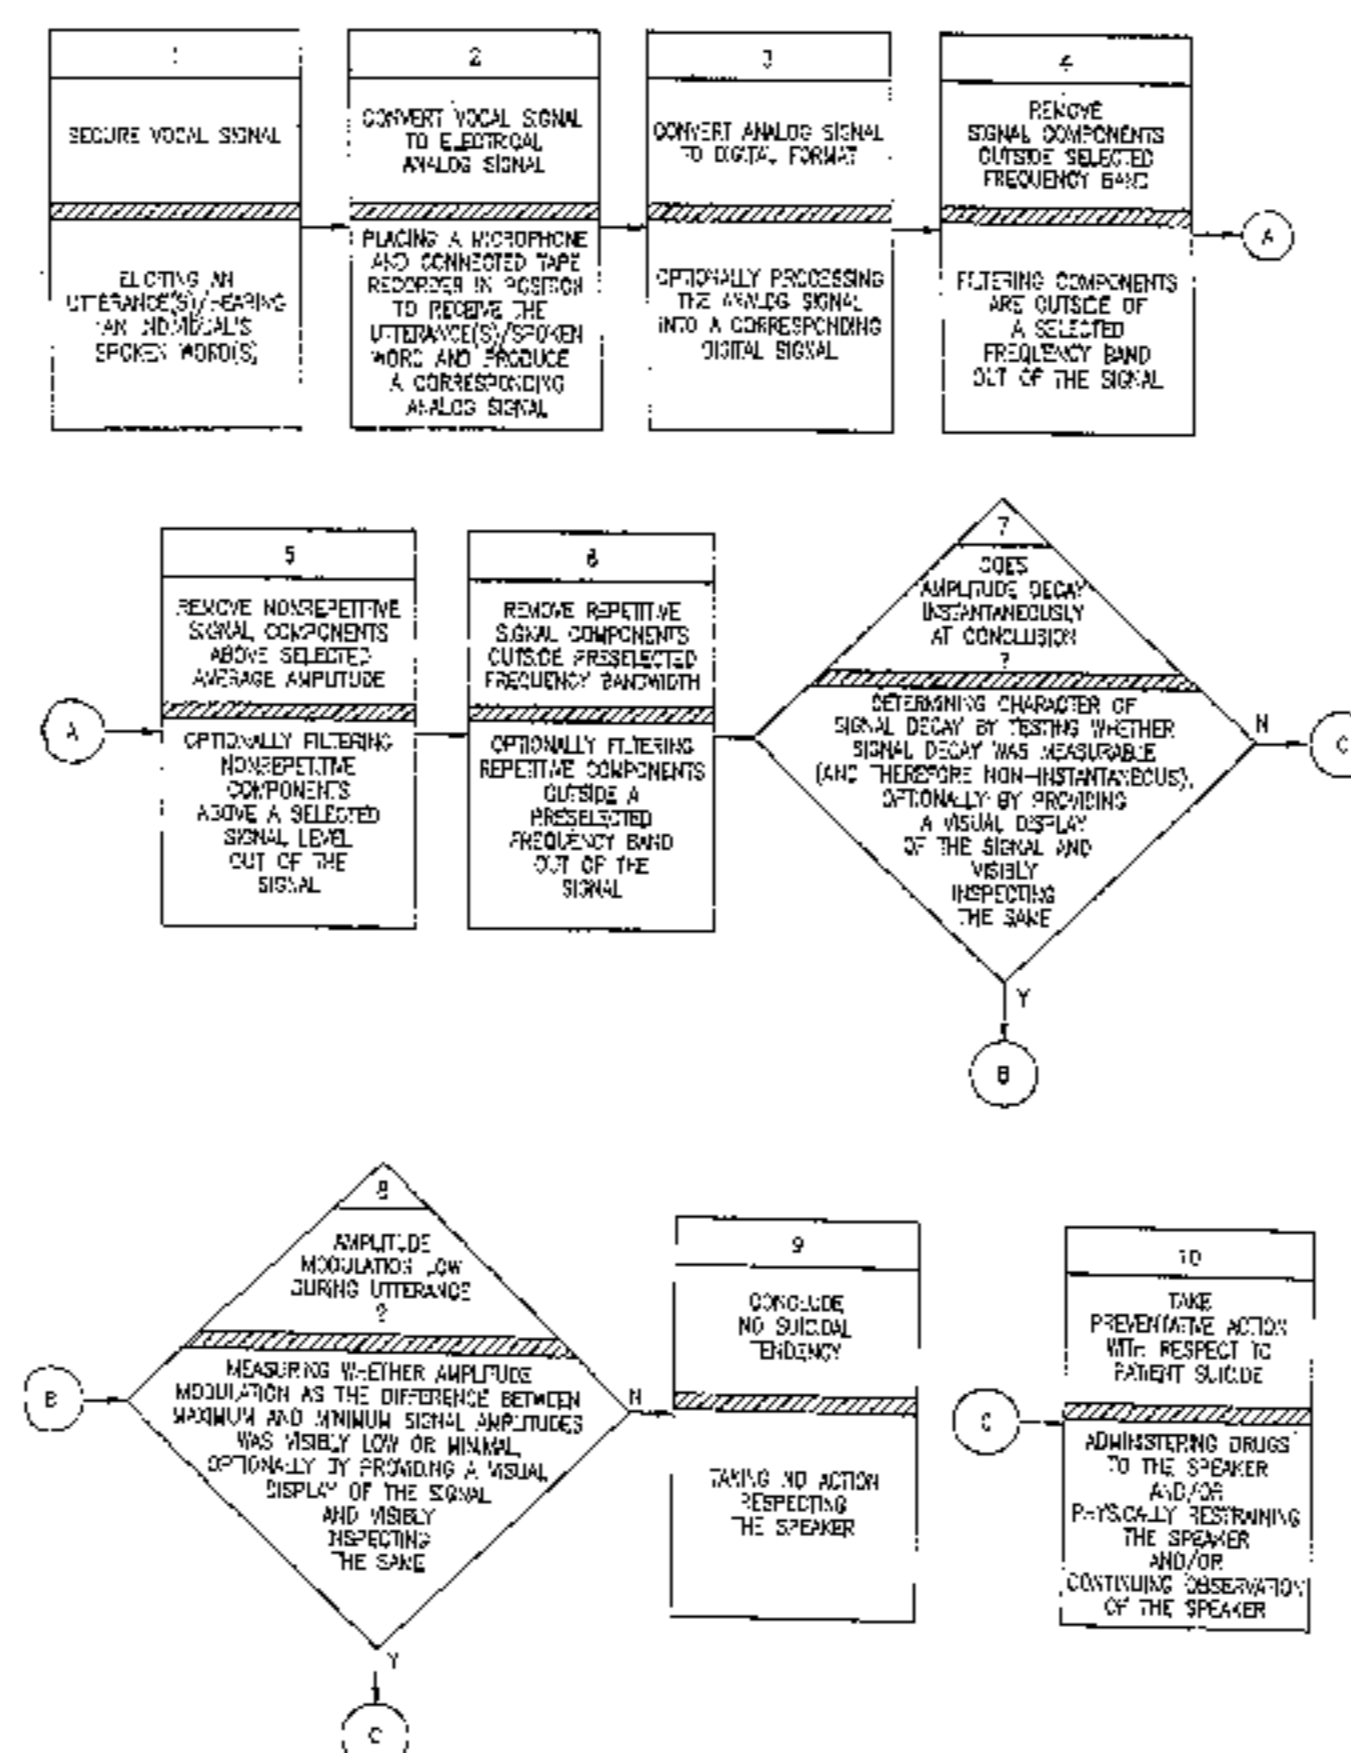 1
SECURE VOCAL SIGNAL
ELICITING AN
UTTERANCE(S)/HEARING
AN INDIVIDUAL'S
SPOKEN WORD(S)
2
CONVERT VOCAL SIGNAL
TO ELECTRICAL
ANALOG SIGNAL
PLACING A MICROPHONE
AND CONNECTED TAPE
RECORDER IN POSITION
TO RECEIVE THE
UTTERANCE(S)/SPOKEN
WORD AND PRODUCE
A CORRESPONDING
ANALOG SIGNAL
3
CONVERT ANALOG SIGNAL
TO DIGITAL FORMAT
OPTIONALLY PROCESSING
THE ANALOG SIGNAL
INTO A CORRESPONDING
DIGITAL SIGNAL
4
REMOVE
SIGNAL COMPONENTS
OUTSIDE SELECTED
FREQUENCY BAND
FILTERING COMPONENTS
ARE OUTSIDE OF
A SELECTED
FREQUENCY BAND
OUT OF THE SIGNAL
A
A
5
REMOVE NONREPETITIVE
SIGNAL COMPONENTS
ABOVE SELECTED
AVERAGE AMPLITUDE
OPTIONALLY FILTERING
NONREPETITIVE
COMPONENTS
ABOVE A SELECTED
SIGNAL LEVEL
OUT OF THE
SIGNAL
6
REMOVE REPETITIVE
SIGNAL COMPONENTS
OUTSIDE PRESELECTED
FREQUENCY BANDWIDTH
OPTIONALLY FILTERING
REPETITIVE COMPONENTS
OUTSIDE A
PRESELECTED
FREQUENCY BAND
OUT OF THE
SIGNAL
7
DOES
AMPLITUDE DECAY
INSTANTANEOUSLY
AT CONCLUSION
?
DETERMINING CHARACTER OF
SIGNAL DECAY BY TESTING WHETHER
SIGNAL DECAY WAS MEASURABLE
(AND THEREFORE NON-INSTANTANEOUS),
OPTIONALLY BY PROVIDING
A VISUAL DISPLAY
OF THE SIGNAL AND
VISIBLY
INSPECTING
THE SAME
N
C
Y
B
B
8
AMPLITUDE
MODULATION LOW
DURING UTTERANCE
?
MEASURING WHETHER AMPLITUDE
MODULATION AS THE DIFFERENCE BETWEEN
MAXIMUM AND MINIMUM SIGNAL AMPLITUDES
WAS VISIBLY LOW OR MINIMAL,
OPTIONALLY BY PROVIDING A VISUAL
DISPLAY OF THE SIGNAL
AND VISIBLY
INSPECTING
THE SAME
N
Y
C
9
CONCLUDE
NO SUICIDAL
TENDENCY
TAKING NO ACTION
RESPECTING
THE SPEAKER
C
10
TAKE
PREVENTATIVE ACTION
WITH RESPECT TO
PATIENT SUICIDE
ADMINISTERING DRUGS
TO THE SPEAKER
AND/OR
PHYSICALLY RESTRAINING
THE SPEAKER
AND/OR
CONTINUING OBSERVATION
OF THE SPEAKER